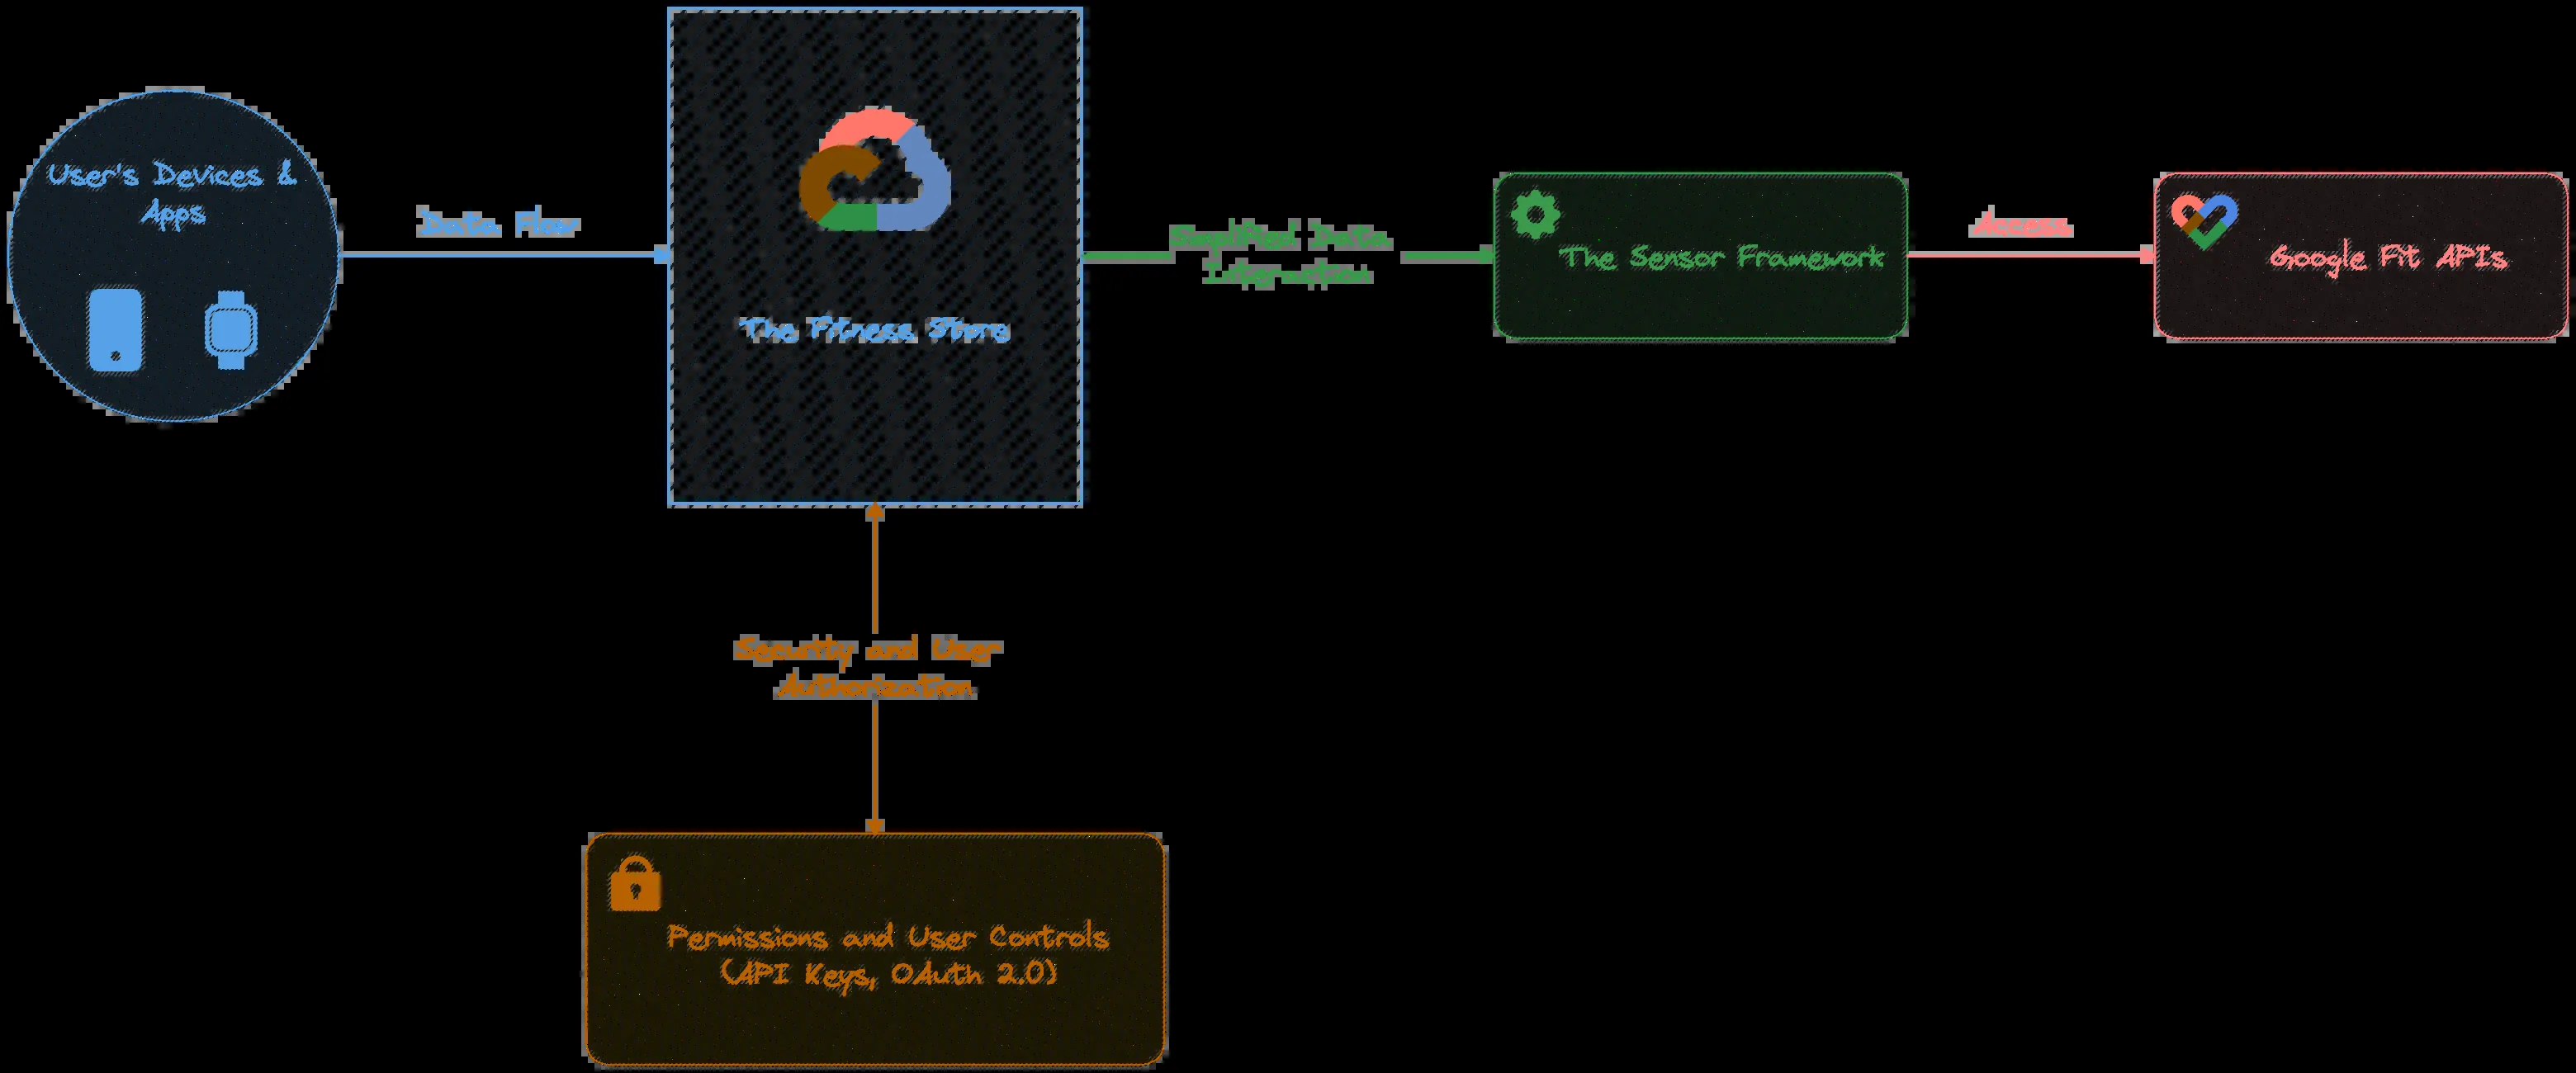 User's Devices &
Apps
Data Flow
The Fitness Store
Simplified Data
Interaction
The Sensor Framework
Access
Google Fit APIs
Security and User
Authorization
Permissions and User Controls
(API Keys, OAuth 2.0)